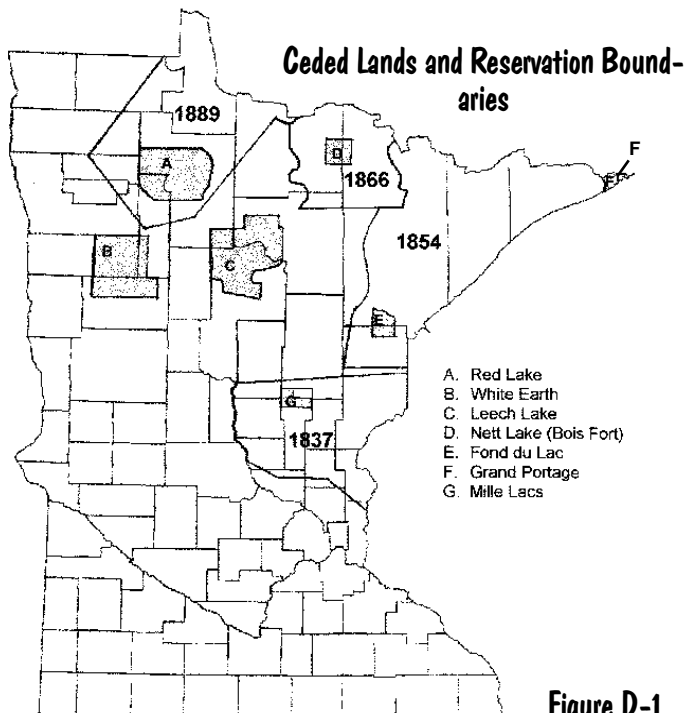 Ceded Lands and Reservation Bound-
aries
1889
A
D
F
F
1866
B
C
1854
E
G
1837
A. Red Lake
B. White Earth
C. Leech Lake
D. Nett Lake (Bois Fort)
E. Fond du Lac
F. Grand Portage
G. Mille Lacs
Figure D-1